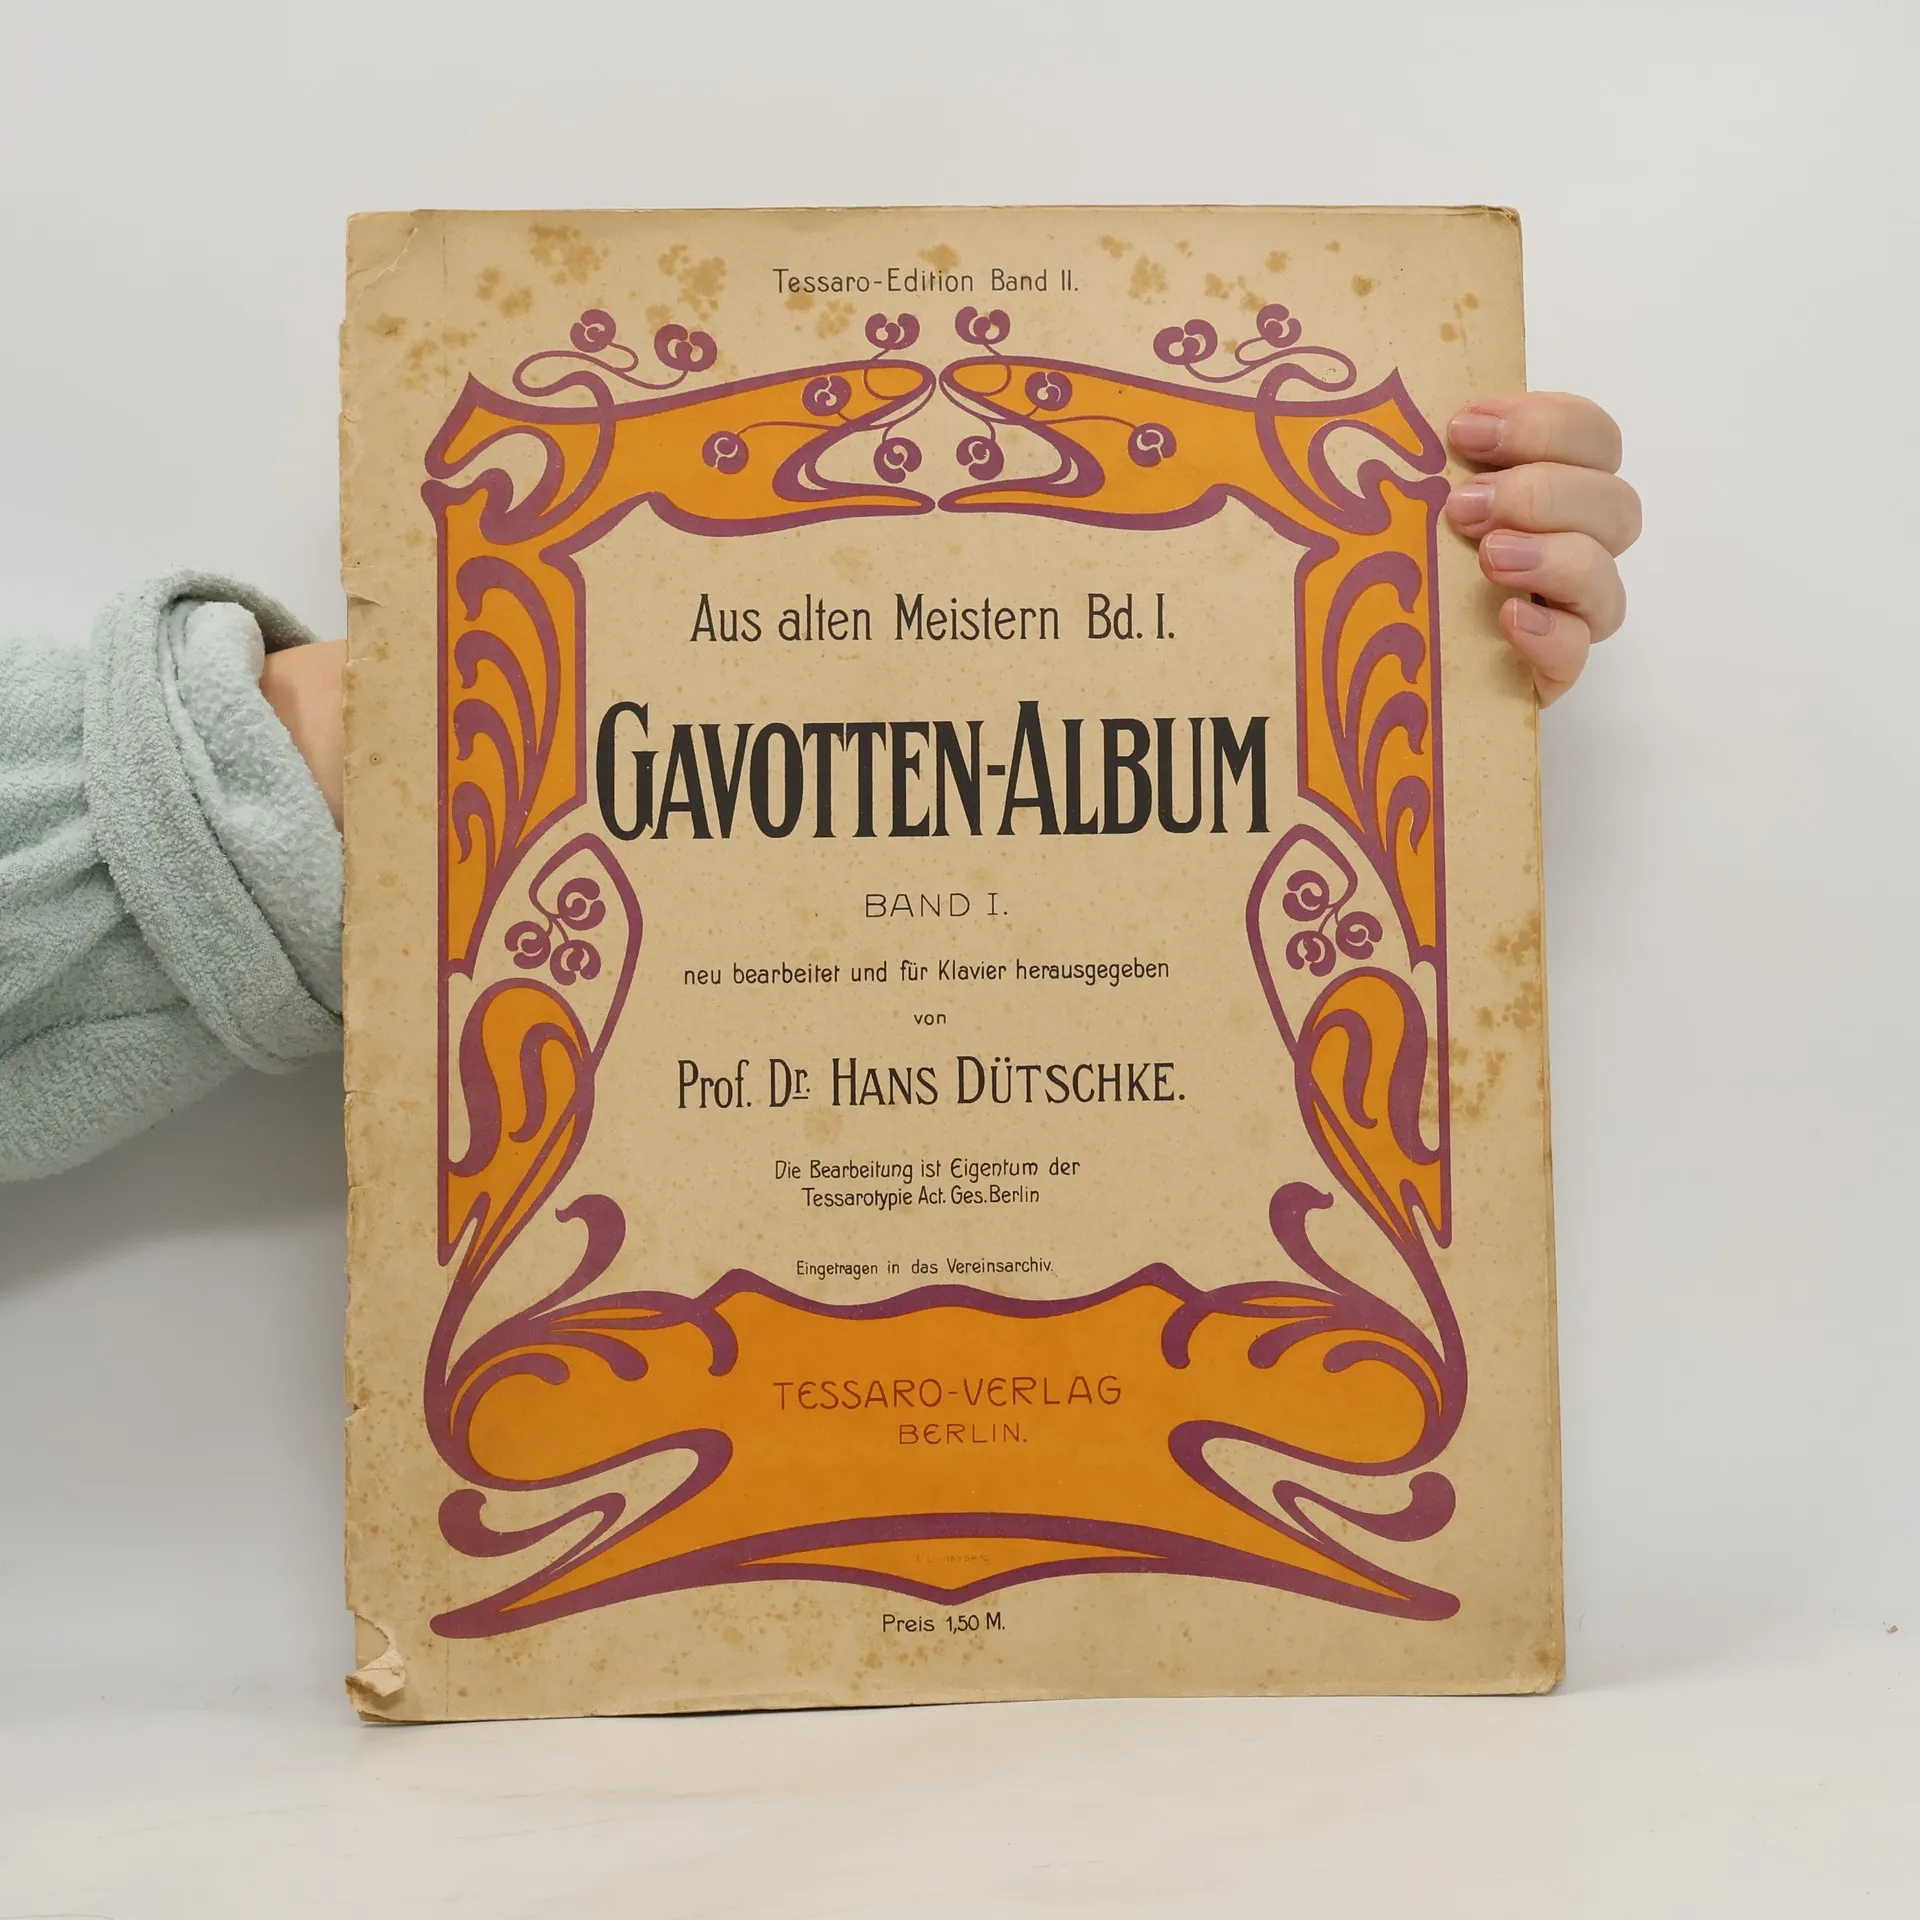 Tessaro-Edition Band II.
Aus alten Meistern Bd. I.
GAVOTTEN-ALBUM
BAND I.
neu bearbeitet und für Klavier herausgegeben
von
Prof. Dr. HANS DÜTSCHKE.
Die Bearbeitung ist Eigentum der
Tessarotypie Act. Ges. Berlin
Eingetragen in das Vereinsarchiv.
TESSARO-VERLAG
BERLIN.
Preis 1,50 M.